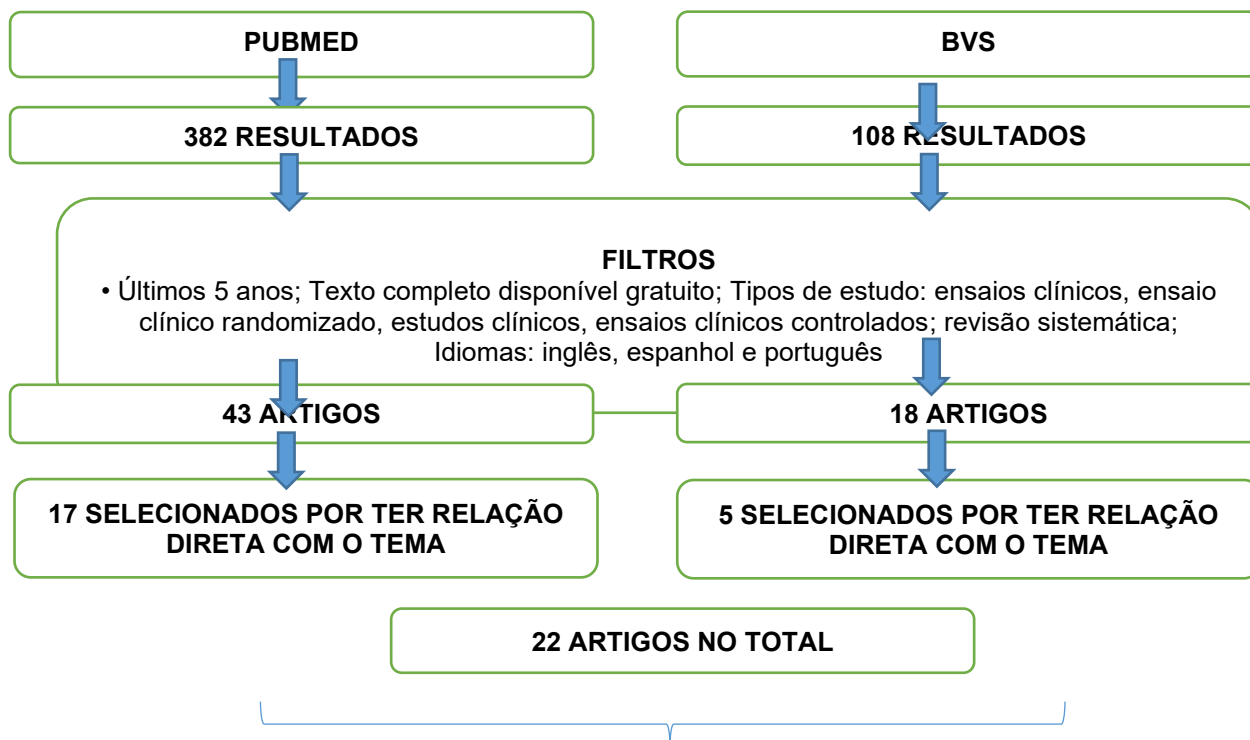 PUBMED
BVS
382 RESULTADOS
108 RESULTADOS
FILTROS
• Últimos 5 anos; Texto completo disponível gratuito; Tipos de estudo: ensaios clínicos, ensaio
clínico randomizado, estudos clínicos, ensaios clínicos controlados; revisão sistemática;
Idiomas: inglês, espanhol e português
43 ARTIGOS
18 ARTIGOS
17 SELECIONADOS POR TER RELAÇÃO
DIRETA COM O TEMA
5 SELECIONADOS POR TER RELAÇÃO
DIRETA COM O TEMA
22 ARTIGOS NO TOTAL